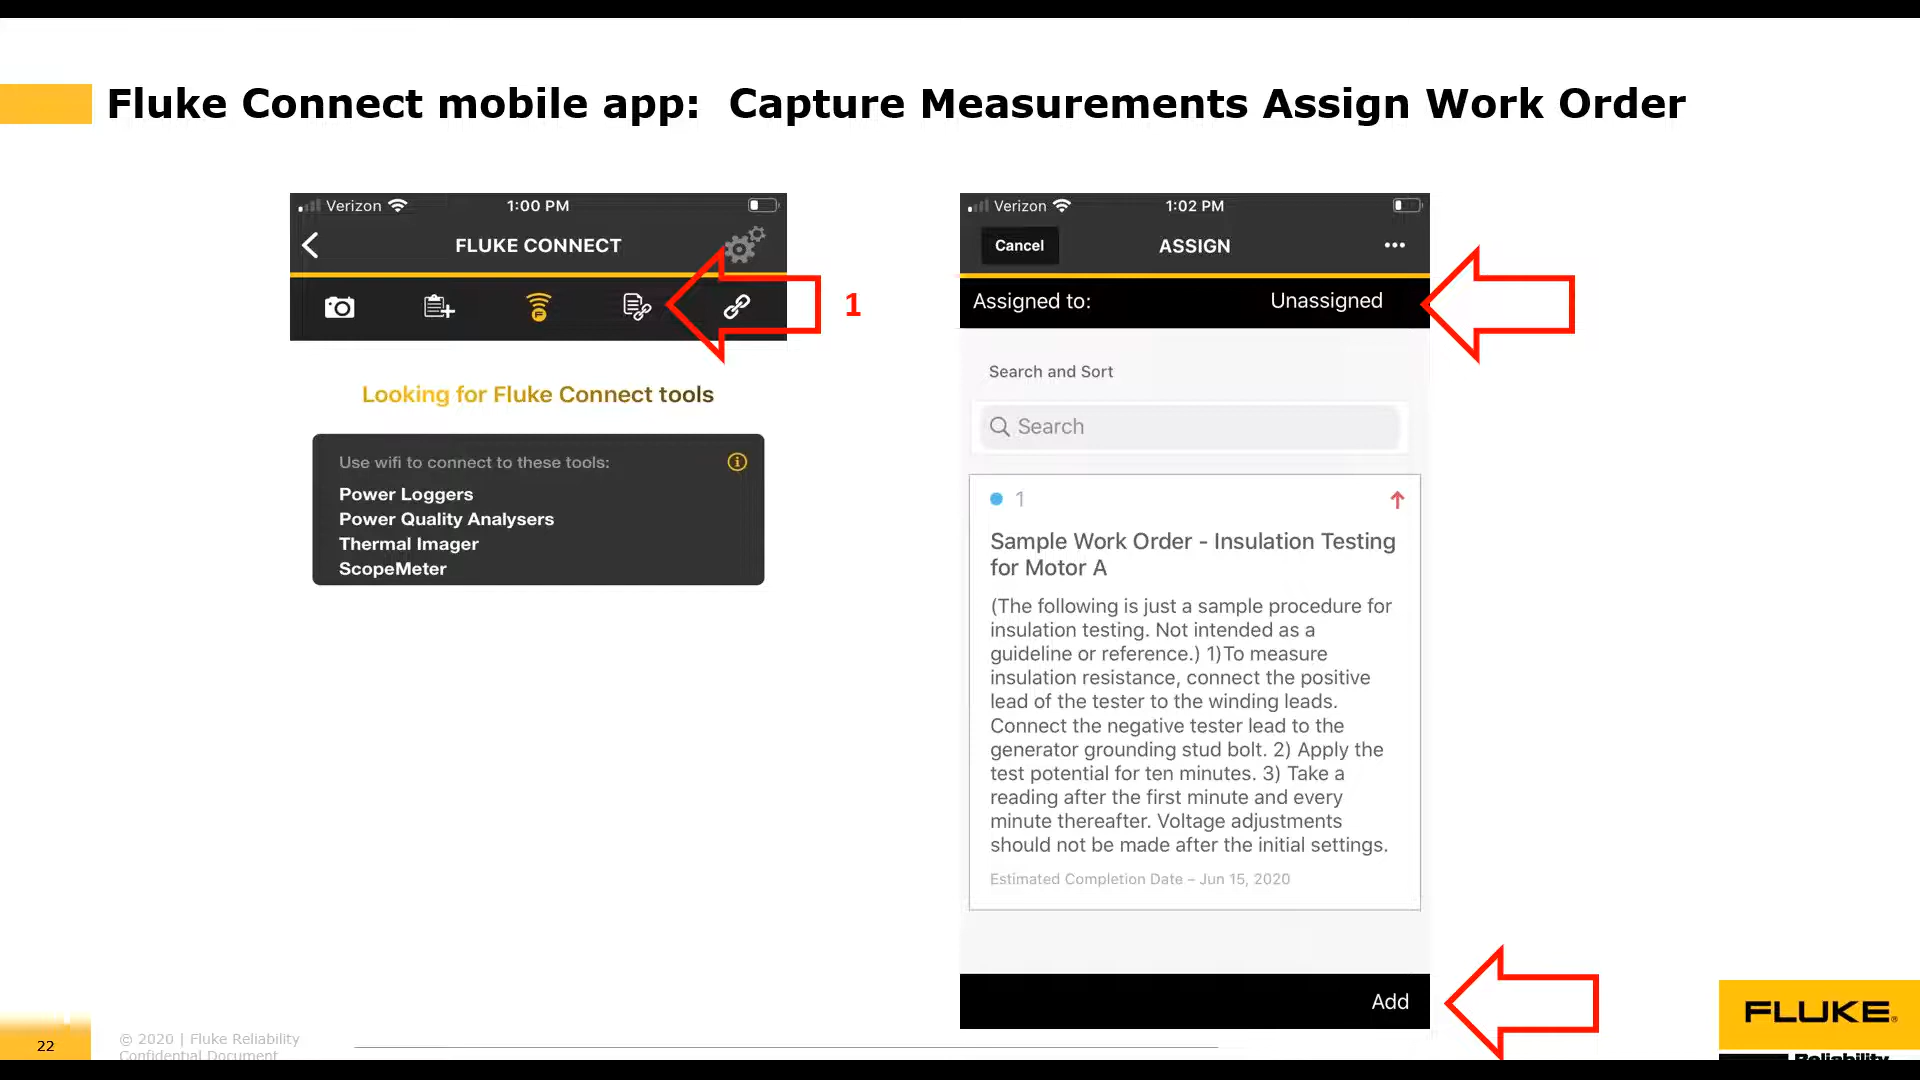 Fluke Connect mobile app:  Capture Measurements Assign Work Order
Verizon
1:00 PM
FLUKE CONNECT
1
Looking for Fluke Connect tools
Use wifi to connect to these tools:
Power Loggers
Power Quality Analysers
Thermal Imager
ScopeMeter
Verizon
1:02 PM
Cancel
ASSIGN
Assigned to:
Unassigned
Search and Sort
Search
1
Sample Work Order - Insulation Testing
for Motor A
(The following is just a sample procedure for
insulation testing. Not intended as a
guideline or reference.) 1)To measure
insulation resistance, connect the positive
lead of the tester to the winding leads.
Connect the negative tester lead to the
generator grounding stud bolt. 2) Apply the
test potential for ten minutes. 3) Take a
reading after the first minute and every
minute thereafter. Voltage adjustments
should not be made after the initial settings.
Estimated Completion Date – Jun 15, 2020
Add
22
© 2020 | Fluke Reliability
Confidential Document
FLUKE®
Reliability